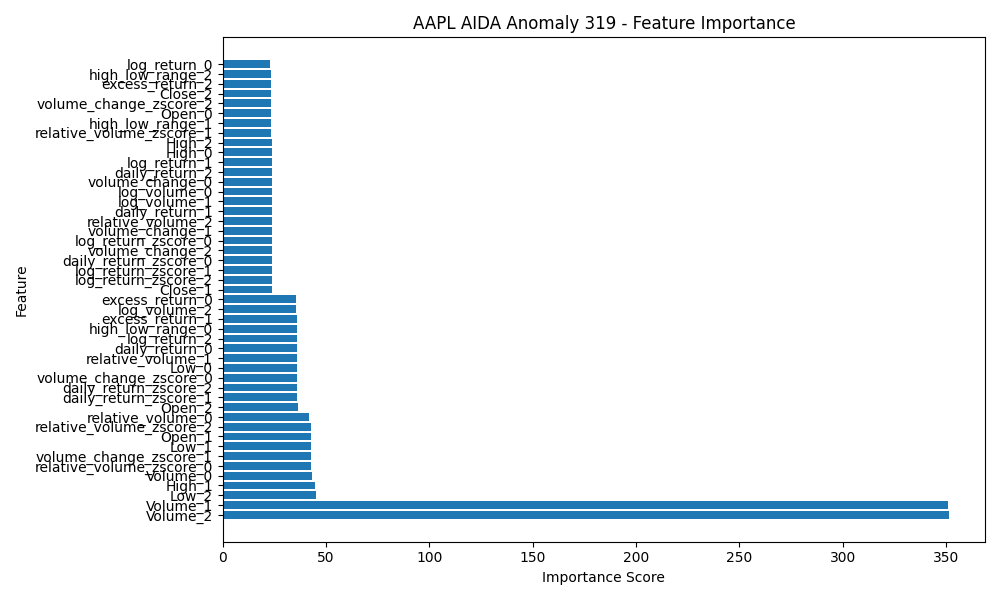 AAPL AIDA Anomaly 319 - Feature Importance
log_return_0
high_low_range_2
excess_return_2
Close_2
volume_change_zscore_2
Open_0
high_low_range_1
relative_volume_zscore_1
High_2
High_0
log_return_1
daily_return_2
volume_change_0
log_volume_0
log_volume_1
daily_return_1
relative_volume_2
volume_change_1
log_return_zscore_0
volume_change_2
daily_return_zscore_0
log_return_zscore_1
log_return_zscore_2
Close_1
excess_return_0
log_volume_2
excess_return_1
high_low_range_0
log_return_2
daily_return_0
relative_volume_1
Low_0
volume_change_zscore_0
daily_return_zscore_2
daily_return_zscore_1
Open_2
relative_volume_0
relative_volume_zscore_2
Open_1
Low_1
volume_change_zscore_1
relative_volume_zscore_0
Volume_0
High_1
Low_2
Volume_1
Volume_2
Feature
0 50 100 150 200 250 300 350
Importance Score